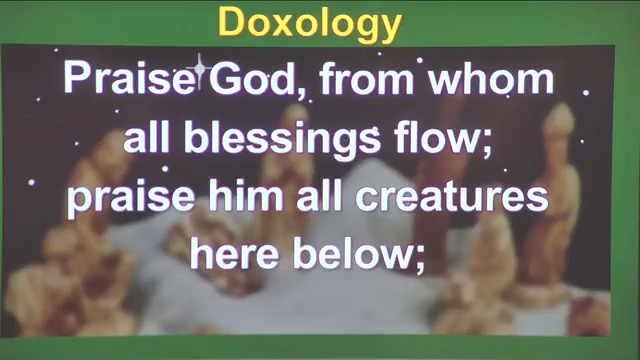 Doxology
Praise God, from whom
all blessings flow;
praise him all creatures
here below;